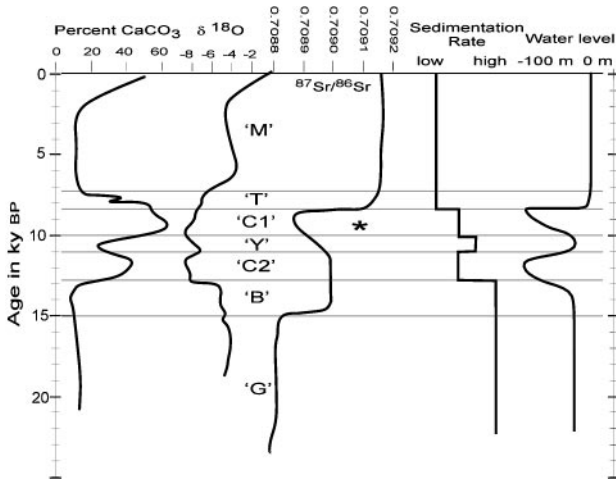 Percent CaCO3 δ 18O
0.7088
0.7089
0.7090
0.7091
0.7092
Sedimentation
Rate
Water level
0 20 40 60 80
-8 -6 -4 -2
low high
-100 m 0 m
87Sr/86Sr
Age in ky BP
0
5
10
15
20
'M'
'T'
'C1'
*
'Y'
'C2'
'B'
'G'